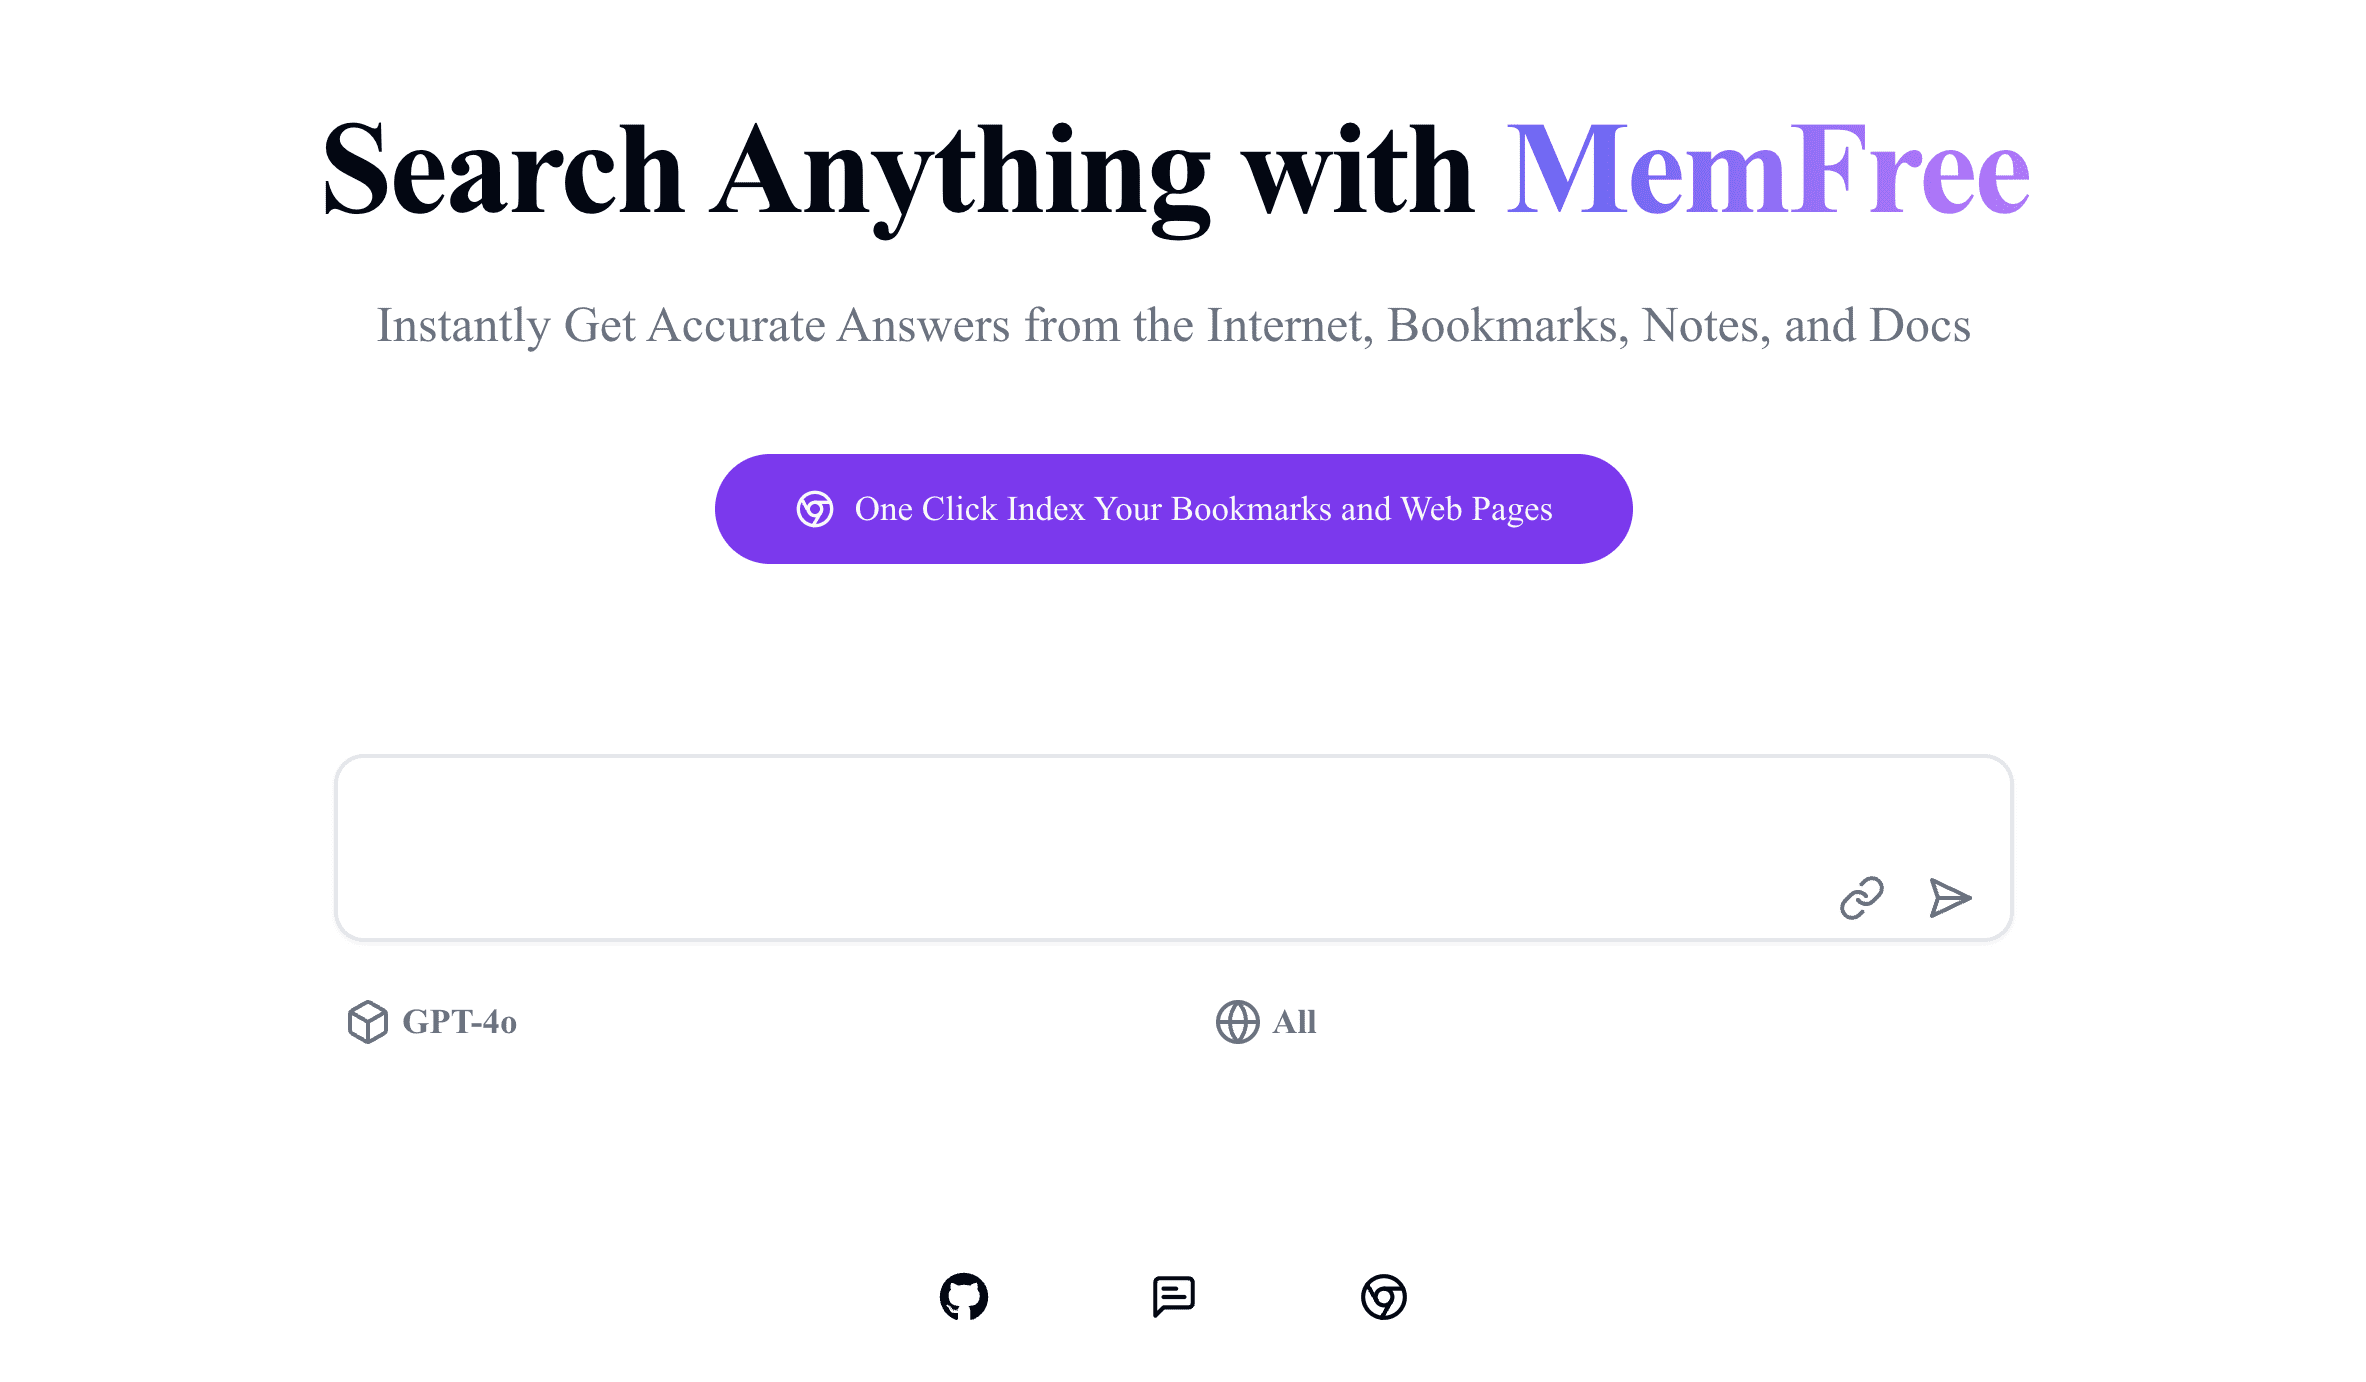 Search Anything with MemFree
Instantly Get Accurate Answers from the Internet, Bookmarks, Notes, and Docs
One Click Index Your Bookmarks and Web Pages
GPT-4o
All